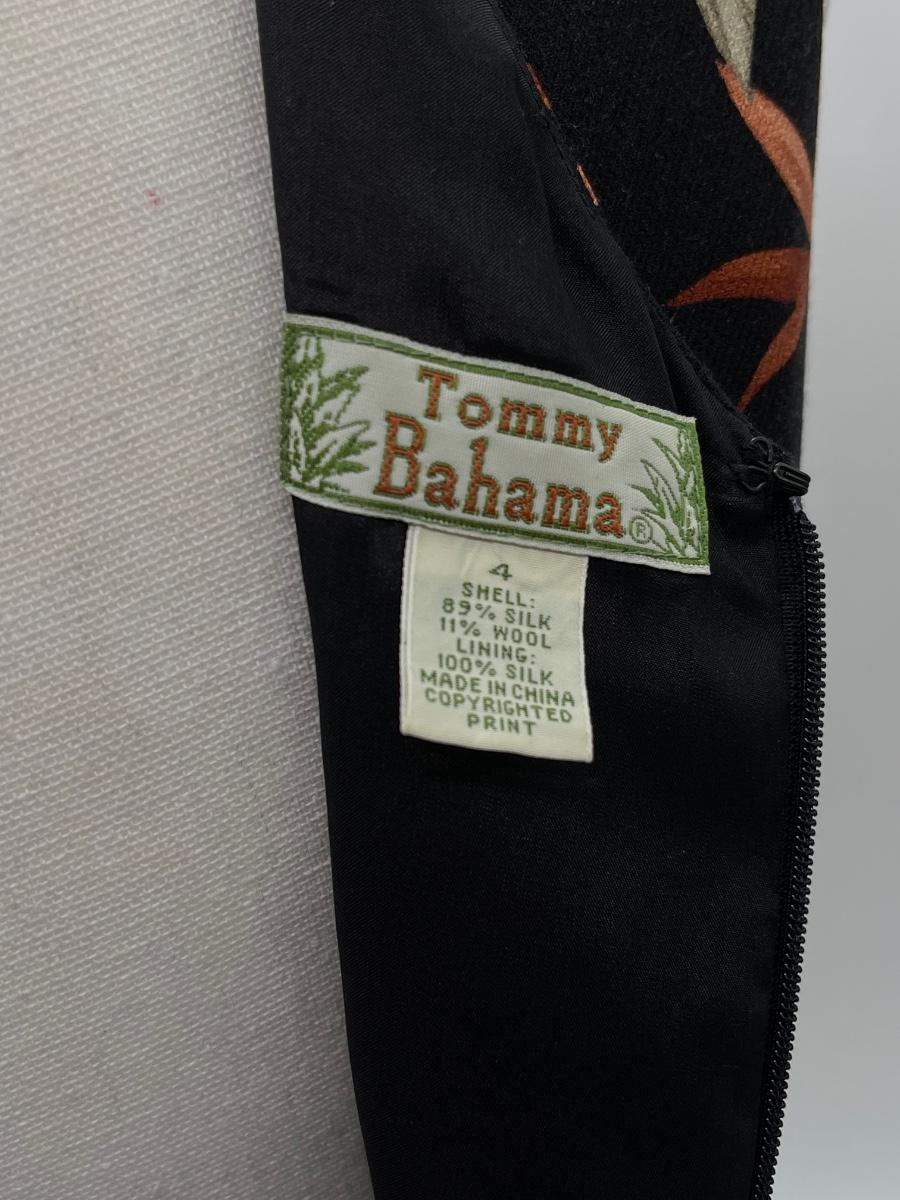 Tommy
Bahama®
4
SHELL:
89% SILK
11% WOOL
LINING:
100% SILK
MADE IN CHINA
COPYRIGHTED
PRINT